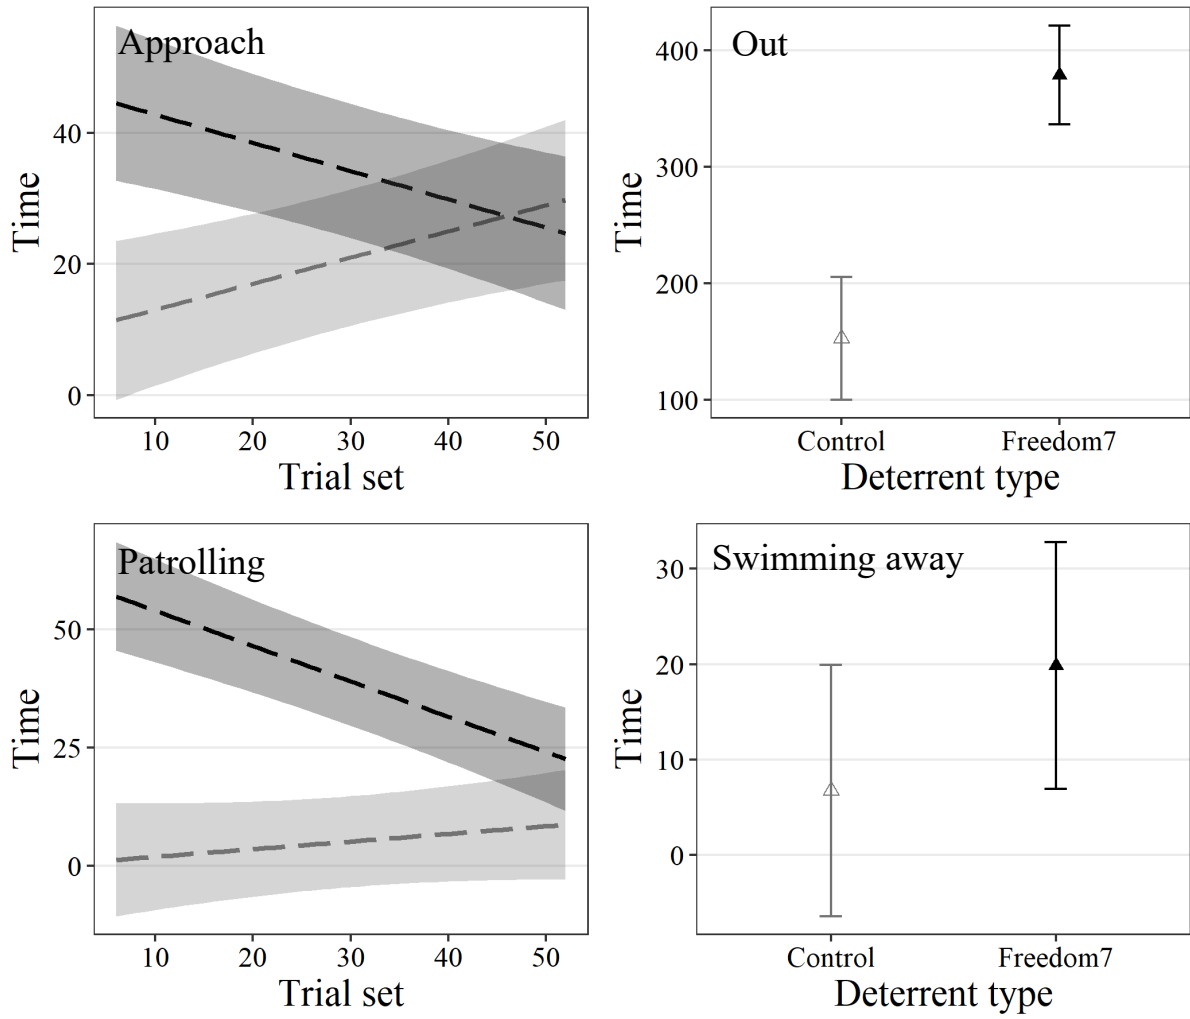 Approach
Time
40
20
0
10 20 30 40 50
Trial set
Out
Time
400
300
200
100
Control Freedom7
Deterrent type
Patrolling
Time
50
25
0
10 20 30 40 50
Trial set
Swimming away
Time
30
20
10
0
Control Freedom7
Deterrent type